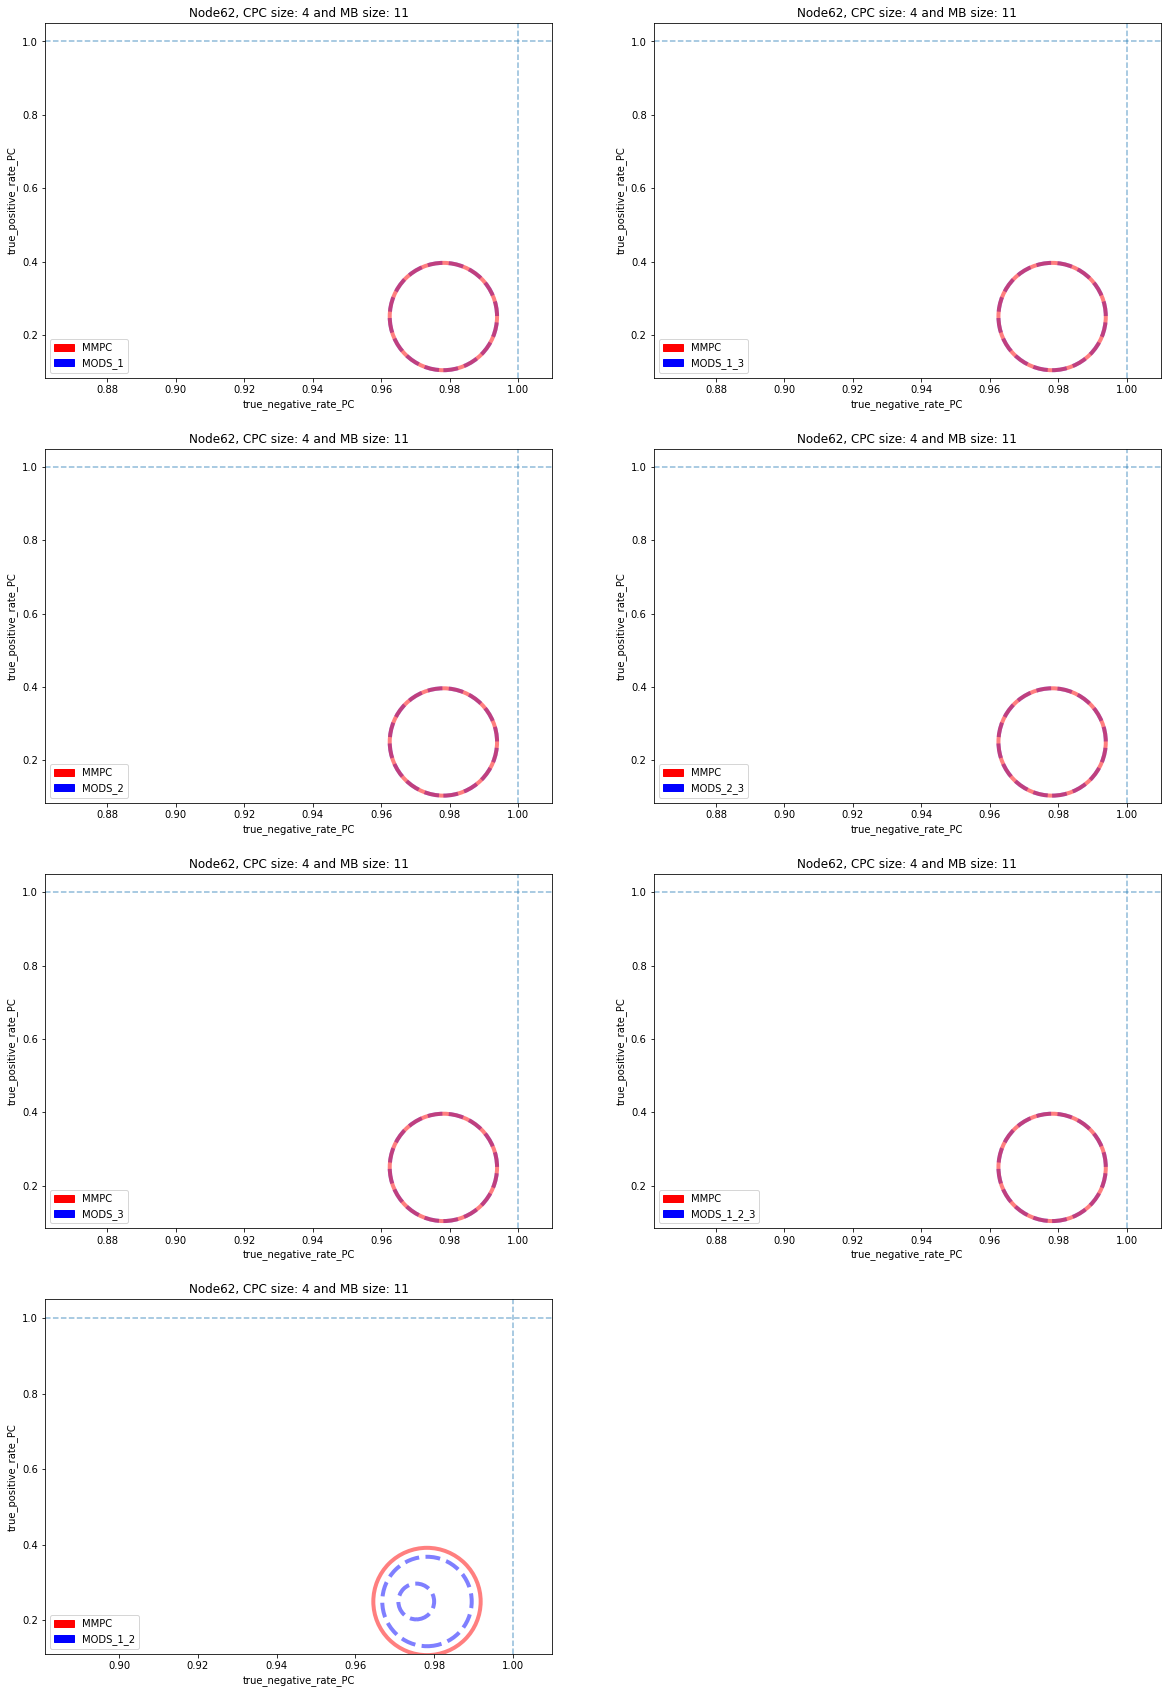 Node62, CPC size: 4 and MB size: 11
1.0
0.8
0.6
0.4
0.2
true_positive_rate_PC
MMPC
MODS_1
0.88 0.90 0.92 0.94 0.96 0.98 1.00
true_negative_rate_PC
Node62, CPC size: 4 and MB size: 11
1.0
0.8
0.6
0.4
0.2
true_positive_rate_PC
MMPC
MODS_1_3
0.88 0.90 0.92 0.94 0.96 0.98 1.00
true_negative_rate_PC
Node62, CPC size: 4 and MB size: 11
1.0
0.8
0.6
0.4
0.2
true_positive_rate_PC
MMPC
MODS_2
0.88 0.90 0.92 0.94 0.96 0.98 1.00
true_negative_rate_PC
Node62, CPC size: 4 and MB size: 11
1.0
0.8
0.6
0.4
0.2
true_positive_rate_PC
MMPC
MODS_2_3
0.88 0.90 0.92 0.94 0.96 0.98 1.00
true_negative_rate_PC
Node62, CPC size: 4 and MB size: 11
1.0
0.8
0.6
0.4
0.2
true_positive_rate_PC
MMPC
MODS_3
0.88 0.90 0.92 0.94 0.96 0.98 1.00
true_negative_rate_PC
Node62, CPC size: 4 and MB size: 11
1.0
0.8
0.6
0.4
0.2
true_positive_rate_PC
MMPC
MODS_1_2_3
0.88 0.90 0.92 0.94 0.96 0.98 1.00
true_negative_rate_PC
Node62, CPC size: 4 and MB size: 11
1.0
0.8
0.6
0.4
0.2
true_positive_rate_PC
MMPC
MODS_1_2
0.90 0.92 0.94 0.96 0.98 1.00
true_negative_rate_PC